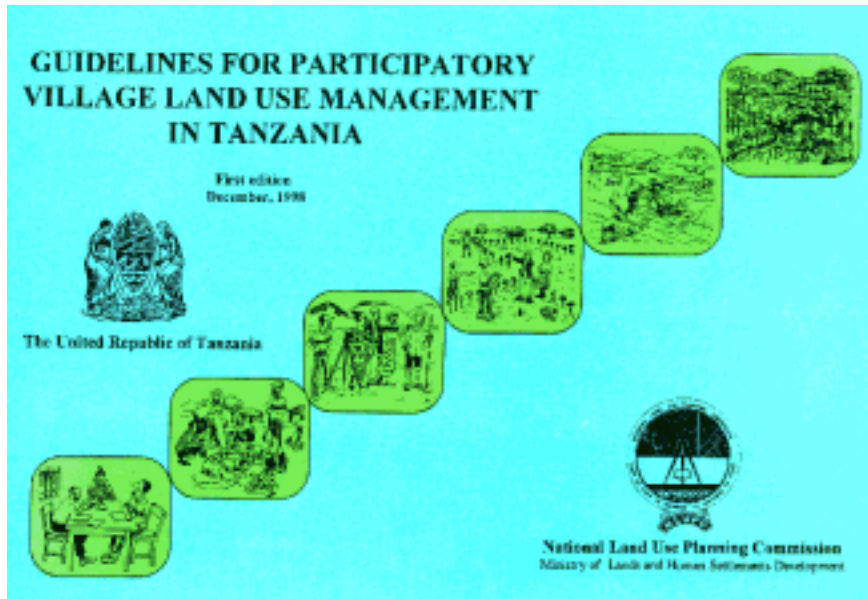 GUIDELINES FOR PARTICIPATORY
VILLAGE LAND USE MANAGEMENT
IN TANZANIA
First edition
December, 1998
The United Republic of Tanzania
National Land Use Planning Commission
Ministry of Lands and Human Settlements Development